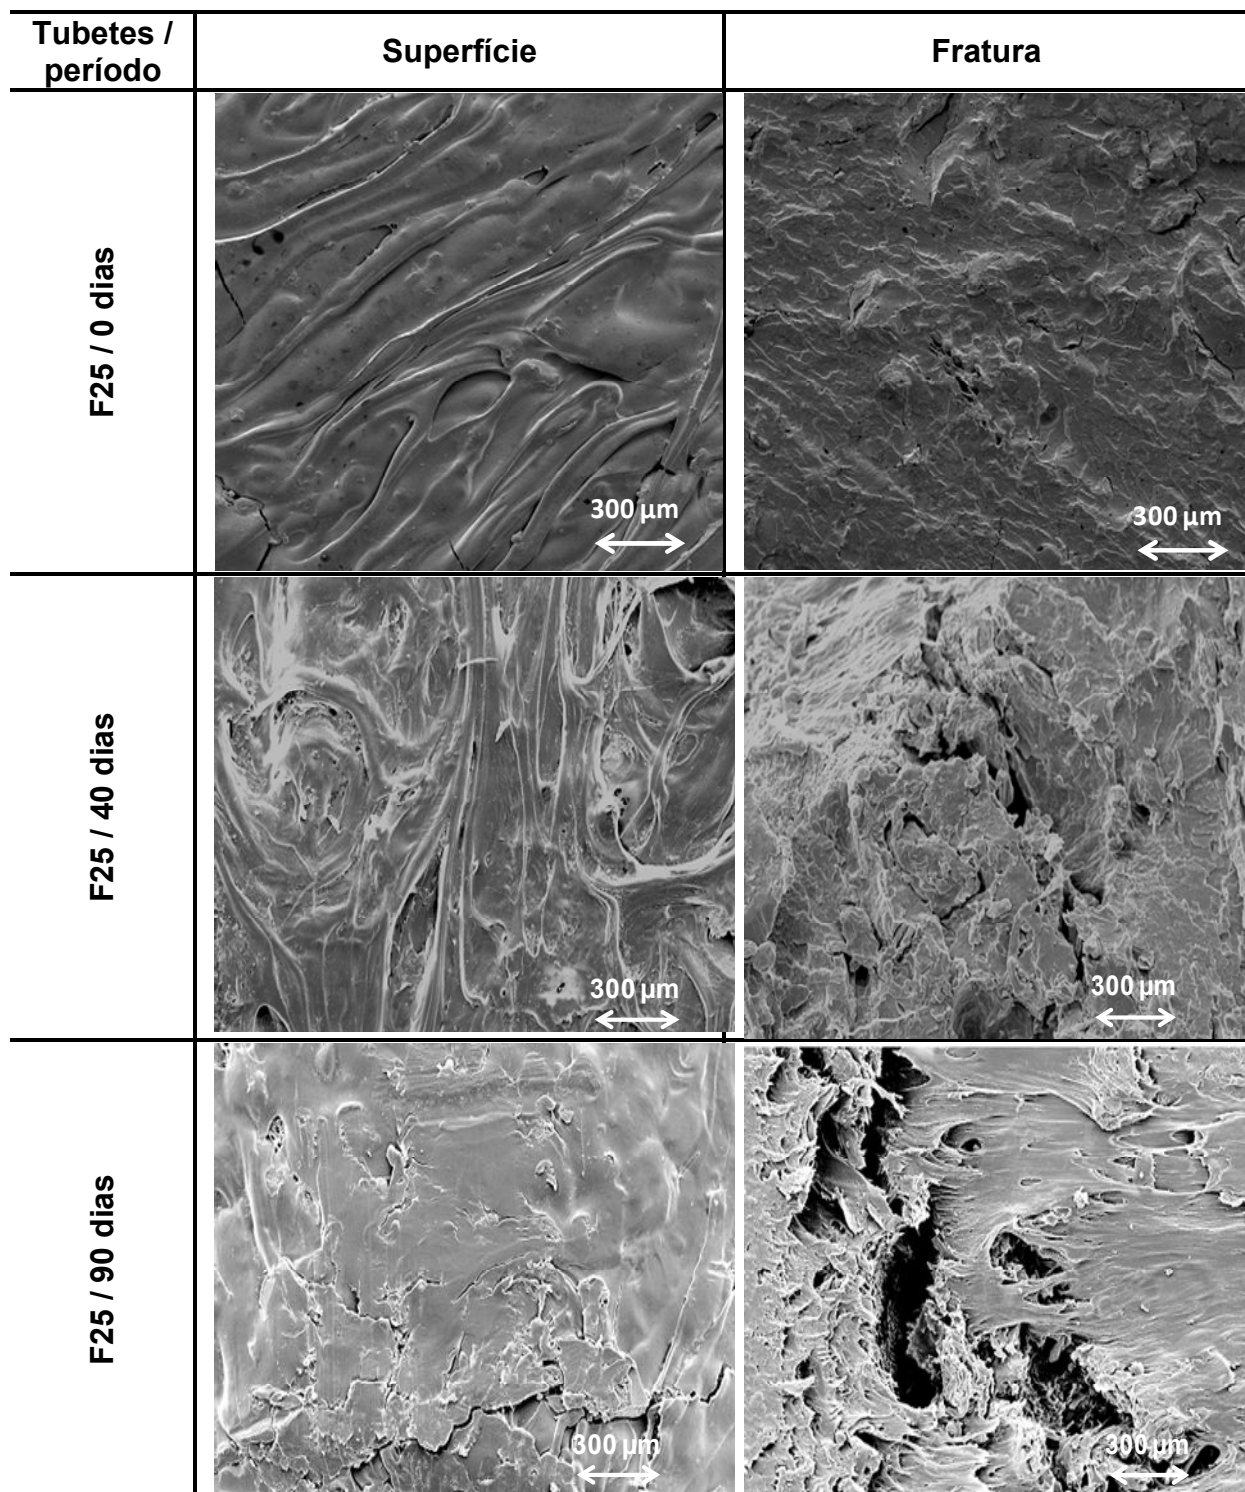 Tubetes /
período
Superfície
Fratura
F25 / 0 dias
300 µm
300 µm
F25 / 40 dias
300 µm
300 µm
F25 / 90 dias
300 µm
300 µm